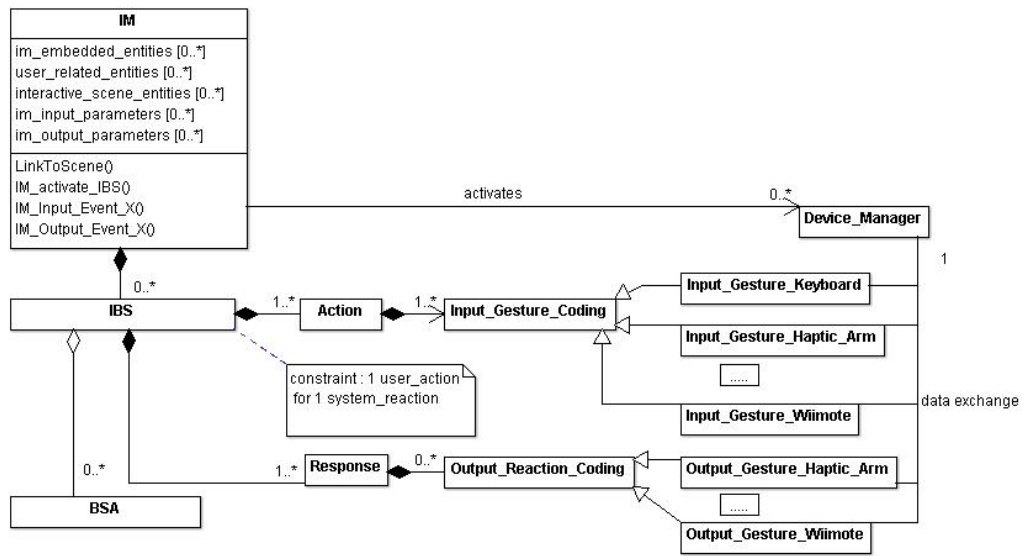 IM
im_embedded_entities [0..*]
user_related_entities [0..*]
interactive_scene_entities [0..*]
im_input_parameters [0..*]
im_output_parameters [0..*]
LinkToScene()
IM_activate_IBS()
IM_Input_Event_X()
IM_Output_Event_X()
activates
0..*
Device_Manager
1
0..*
IBS
1..*
Action
1..*
Input_Gesture_Coding
Input_Gesture_Keyboard
Input_Gesture_Haptic_Arm
.....
Input_Gesture_Wiimote
data exchange
constraint : 1 user_action
for 1 system_reaction
0..*
1..*
Response
0..*
Output_Reaction_Coding
Output_Gesture_Haptic_Arm
.....
Output_Gesture_Wiimote
BSA